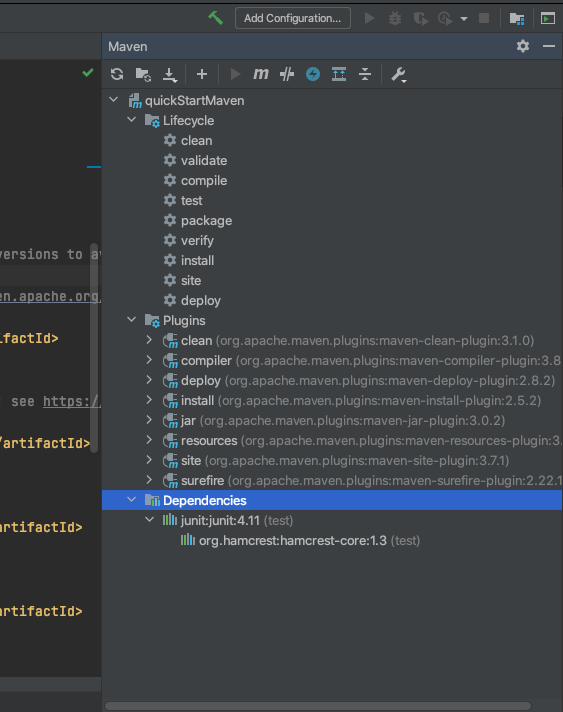 Add Configuration...
Maven
quickStartMaven
Lifecycle
clean
validate
compile
test
package
verify
install
site
deploy
Plugins
clean (org.apache.maven.plugins:maven-clean-plugin:3.1.0)
compiler (org.apache.maven.plugins:maven-compiler-plugin:3.8
deploy (org.apache.maven.plugins:maven-deploy-plugin:2.8.2)
install (org.apache.maven.plugins:maven-install-plugin:2.5.2)
jar (org.apache.maven.plugins:maven-jar-plugin:3.0.2)
resources (org.apache.maven.plugins:maven-resources-plugin:3.
site (org.apache.maven.plugins:maven-site-plugin:3.7.1)
surefire (org.apache.maven.plugins:maven-surefire-plugin:2.22.1
Dependencies
junit:junit:4.11 (test)
org.hamcrest:hamcrest-core:1.3 (test)
versions to av
en.apache.org/
ifactId>
see https:/
/artifactId>
artifactId>
artifactId>